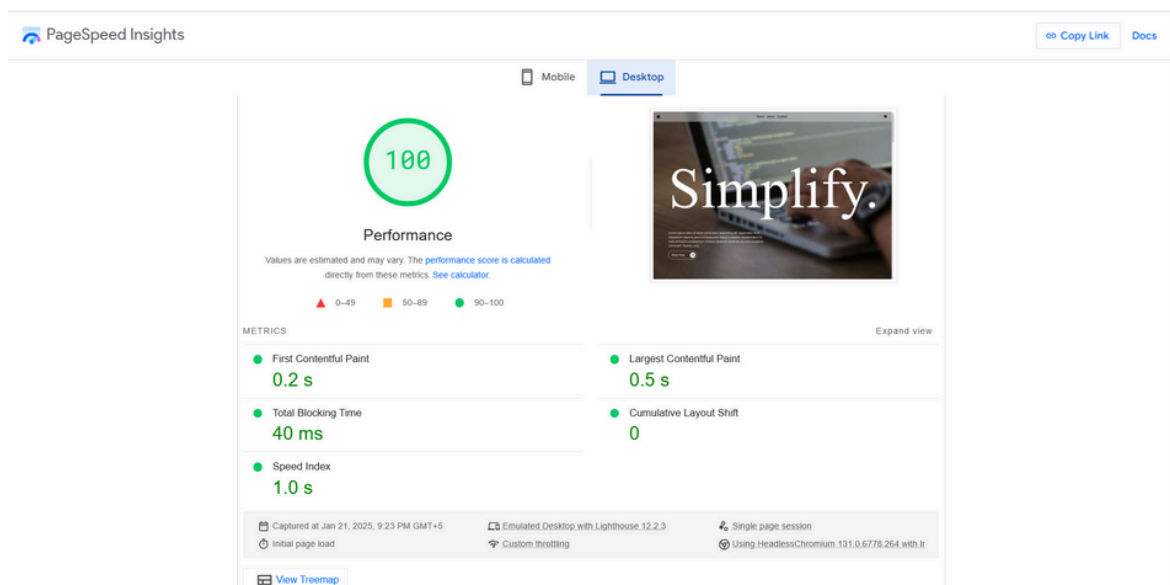 PageSpeed Insights
Copy Link
Docs
Mobile
Desktop
100
Performance
Values are estimated and may vary. The performance score is calculated
directly from these metrics. See calculator.
0–49
50–89
90–100
Simplify.
METRICS
Expand view
First Contentful Paint
0.2 s
Largest Contentful Paint
0.5 s
Total Blocking Time
40 ms
Cumulative Layout Shift
0
Speed Index
1.0 s
Captured at Jan 21, 2025, 9:23 PM GMT+5
Emulated Desktop with Lighthouse 12.2.3
Single page session
Initial page load
Custom throttling
Using HeadlessChromium 131.0.6778.264 with lr
View Treemap